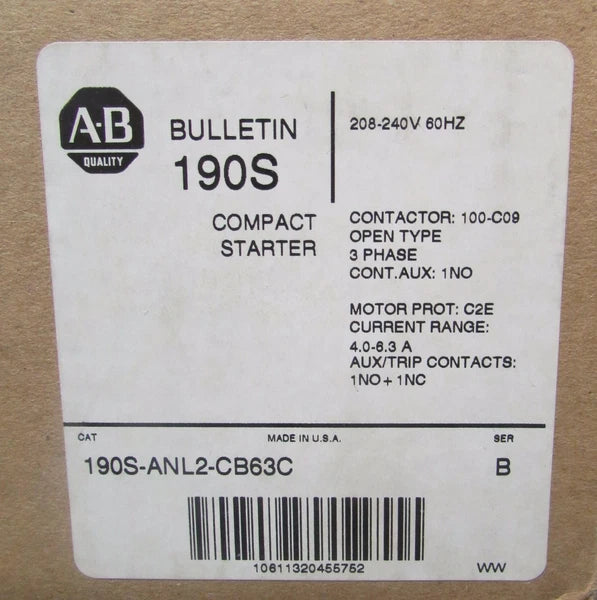 A-B
QUALITY
BULLETIN
190S
208-240V 60HZ
COMPACT
STARTER
CONTACTOR: 100-C09
OPEN TYPE
3 PHASE
CONT.AUX: 1NO
MOTOR PROT: C2E
CURRENT RANGE:
4.0-6.3 A
AUX/TRIP CONTACTS:
1NO + 1NC
CAT MADE IN U.S.A. SER
190S-ANL2-CB63C B
10611320455752 WW